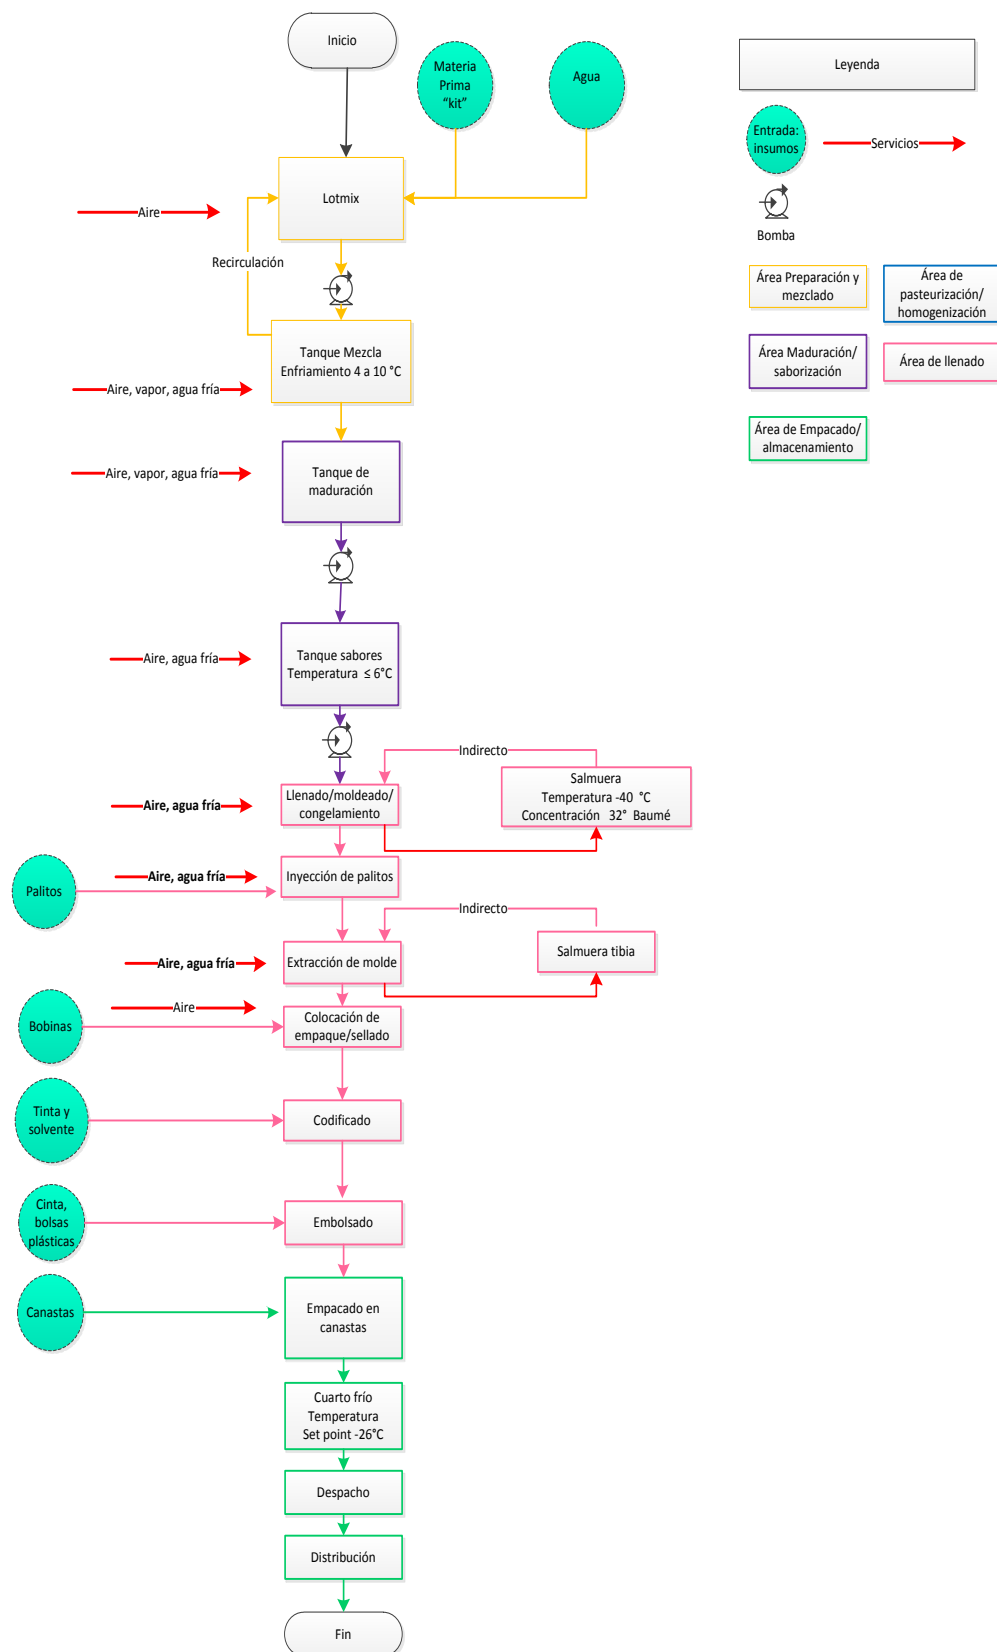 Inicio
Materia
Prima
“kit”
Agua
Leyenda
Entrada:
insumos
Servicios
Bomba
Lotmix
Aire
Recirculación
Área Preparación y
mezclado
Área de
pasteurización/
homogenización
Tanque Mezcla
Enfriamiento 4 a 10 °C
Área Maduración/
saborización
Área de llenado
Aire, vapor, agua fría
Área de Empacado/
almacenamiento
Aire, vapor, agua fría
Tanque de
maduración
Aire, agua fría
Tanque sabores
Temperatura ≤ 6°C
Indirecto
Salmuera
Temperatura -40 °C
Concentración 32° Baumé
Aire, agua fría
Llenado/moldeado/
congelamiento
Palitos
Aire, agua fría
Inyección de palitos
Indirecto
Aire, agua fría
Extracción de molde
Salmuera tibia
Aire
Bobinas
Colocación de
empaque/sellado
Tinta y
solvente
Codificado
Cinta,
bolsas
plásticas
Embolsado
Canastas
Empacado en
canastas
Cuarto frío
Temperatura
Set point -26°C
Despacho
Distribución
Fin